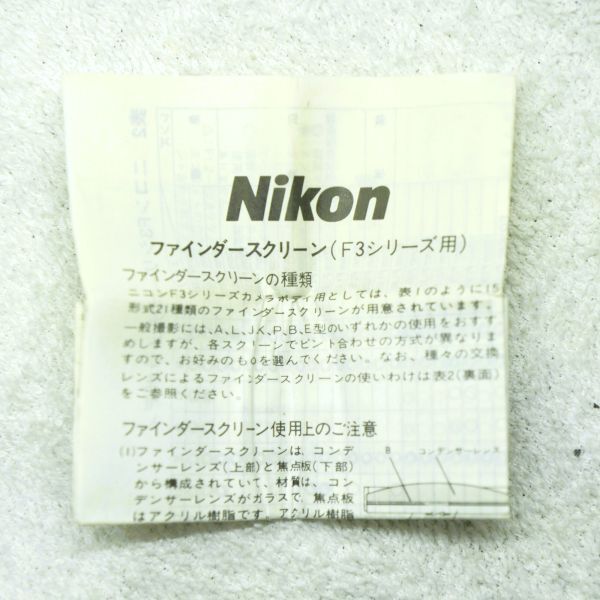 Nikon
ファインダースクリーン(F3シリーズ用)
ファインダースクリーンの種類
ニコンF3シリーズカメラボディ用としては、表1のように15
形式21種類のファインダースクリーンが用意されています。
一般撮影には、A,L,J,K,P,B,E型のいずれかの使用をおすす
めしますが、各スクリーンでピント合わせの方式が異なりま
すので、お好みのものを選んでください。なお、種々の交換
レンズによるファインダースクリーンの使いわけは表2(裏面)
をご参照ください。
ファインダースクリーン使用上のご注意
(1)ファインダースクリーンは、コンデ
ンサーレンズ(上部)と焦点板(下部)
から構成されていて、材質は、コン
デンサーレンズがガラスで、焦点板
はアクリル樹脂です。アクリル樹脂
B コンデンサーレンズ